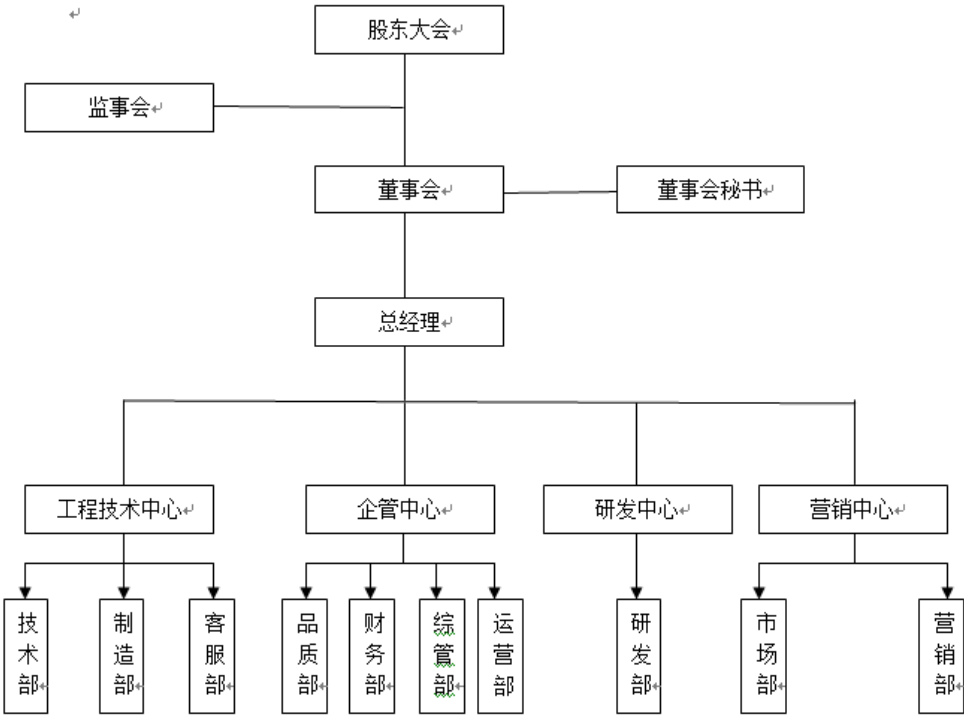 股东大会
监事会
董事会
董事会秘书
总经理
工程技术中心
企管中心
研发中心
营销中心
技术部
制造部
客服部
品质部
财务部
综管部
运营部
研发部
市场部
营销部